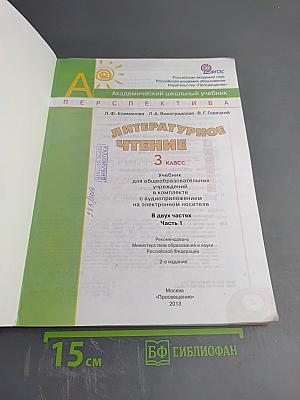 ФГОС
Российская академия наук
Российская академия образования
Издательство «Просвещение»
Академический школьный учебник
ПЕРСПЕКТИВА
Л. Ф. Климанова Л. А. Виноградская В. Г. Горецкий
ЛИТЕРАТУРНОЕ
ЧТЕНИЕ
3 класс
БИБЛИОТЕКА
Учебник
для общеобразовательных
учреждений
в комплекте
с аудиоприложением
на электронном носителе
В двух частях
Часть 1
Рекомендовано
Министерством образования и науки
Российской Федерации
2-е издание
Москва
«Просвещение»
2013
15 см
БФ БИБЛИОФАН